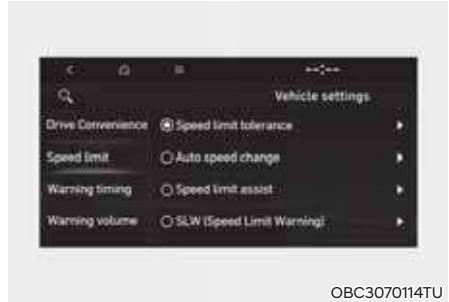 --:--
Vehicle settings
Drive Convenience
Speed limit tolerance
Speed limit
Auto speed change
Warning timing
Speed limit assist
Warning volume
SLW (Speed Limit Warning)
OBC3070114TU